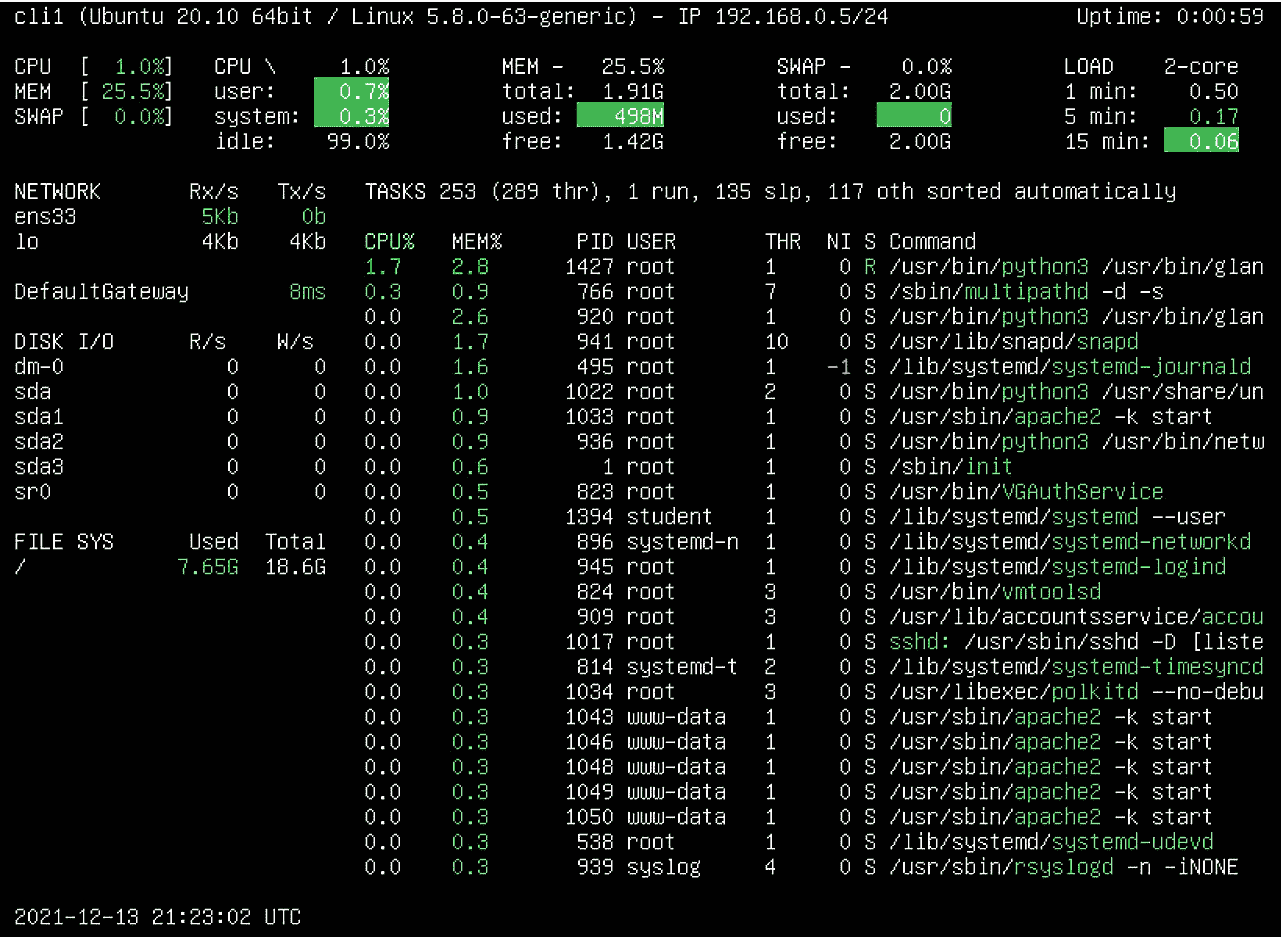 cli1 (Ubuntu 20.10 64bit / Linux 5.8.0-63-generic) - IP 192.168.0.5/24 Uptime: 0:00:59
CPU [ 1.0%] CPU \ 1.0% MEM - 25.5% SWAP - 0.0% LOAD 2-core
MEM [ 25.5%] user: 0.7% total: 1.91G total: 2.00G 1 min: 0.50
SWAP [ 0.0%] system: 0.3% used: 498M used: 0 5 min: 0.17
idle: 99.0% free: 1.42G free: 2.00G 15 min: 0.06
NETWORK Rx/s Tx/s TASKS 253 (289 thr), 1 run, 135 slp, 117 oth sorted automatically
ens33 5Kb 0b
lo 4Kb 4Kb CPU% MEM% PID USER THR NI S Command
1.7 2.8 1427 root 1 0 R /usr/bin/python3 /usr/bin/glan
DefaultGateway 8ms 0.3 0.9 766 root 7 0 S /sbin/multipathd -d -s
0.0 2.6 920 root 1 0 S /usr/bin/python3 /usr/bin/glan
DISK I/O R/s W/s 0.0 1.7 941 root 10 0 S /usr/lib/snapd/snapd
dm-0 0 0 0.0 1.6 495 root 1 -1 S /lib/systemd/systemd-journald
sda 0 0 0.0 1.0 1022 root 2 0 S /usr/bin/python3 /usr/share/un
sda1 0 0 0.0 0.9 1033 root 1 0 S /usr/sbin/apache2 -k start
sda2 0 0 0.0 0.9 936 root 1 0 S /usr/bin/python3 /usr/bin/netw
sda3 0 0 0.0 0.6 1 root 1 0 S /sbin/init
sr0 0 0 0.0 0.5 823 root 1 0 S /usr/bin/VGAuthService
0.0 0.5 1394 student 1 0 S /lib/systemd/systemd --user
FILE SYS Used Total 0.0 0.4 896 systemd-n 1 0 S /lib/systemd/systemd-networkd
/ 7.65G 18.6G 0.0 0.4 945 root 1 0 S /lib/systemd/systemd-logind
0.0 0.4 824 root 3 0 S /usr/bin/vmtoolsd
0.0 0.4 909 root 3 0 S /usr/lib/accountsservice/accou
0.0 0.3 1017 root 1 0 S sshd: /usr/sbin/sshd -D [liste
0.0 0.3 814 systemd-t 2 0 S /lib/systemd/systemd-timesyncd
0.0 0.3 1034 root 3 0 S /usr/libexec/polkitd --no-debu
0.0 0.3 1043 www-data 1 0 S /usr/sbin/apache2 -k start
0.0 0.3 1046 www-data 1 0 S /usr/sbin/apache2 -k start
0.0 0.3 1048 www-data 1 0 S /usr/sbin/apache2 -k start
0.0 0.3 1049 www-data 1 0 S /usr/sbin/apache2 -k start
0.0 0.3 1050 www-data 1 0 S /usr/sbin/apache2 -k start
0.0 0.3 538 root 1 0 S /lib/systemd/systemd-udevd
0.0 0.3 939 syslog 4 0 S /usr/sbin/rsyslogd -n -iNONE
2021-12-13 21:23:02 UTC